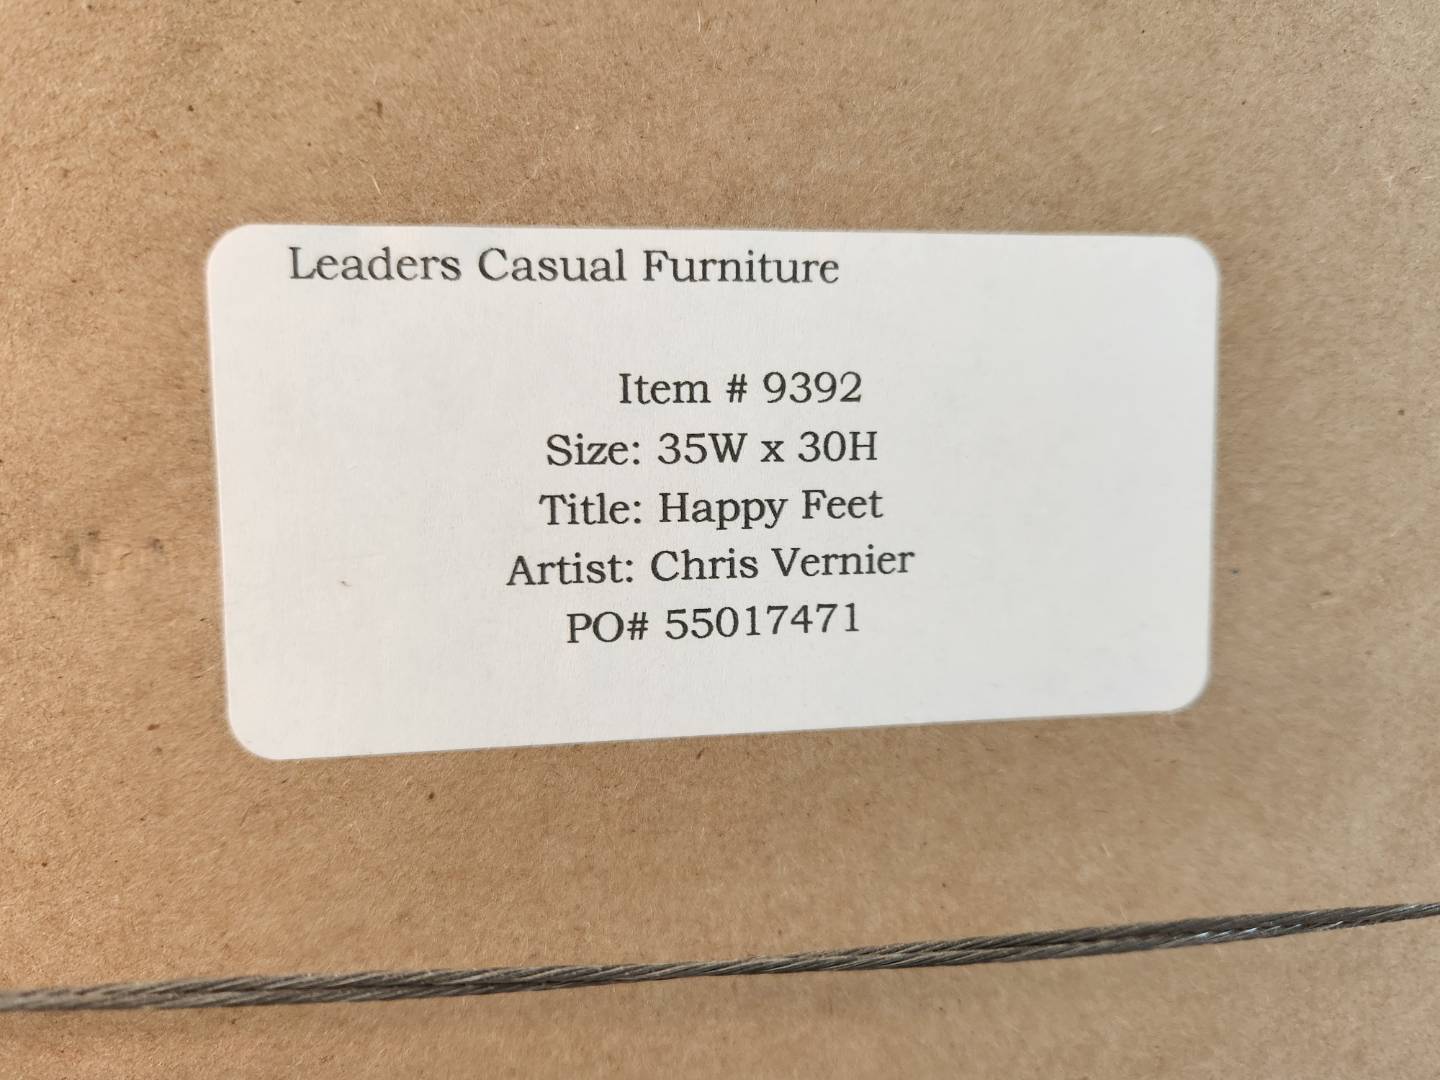 Leaders Casual Furniture
Item # 9392
Size: 35W x 30H
Title: Happy Feet
Artist: Chris Vernier
PO# 55017471